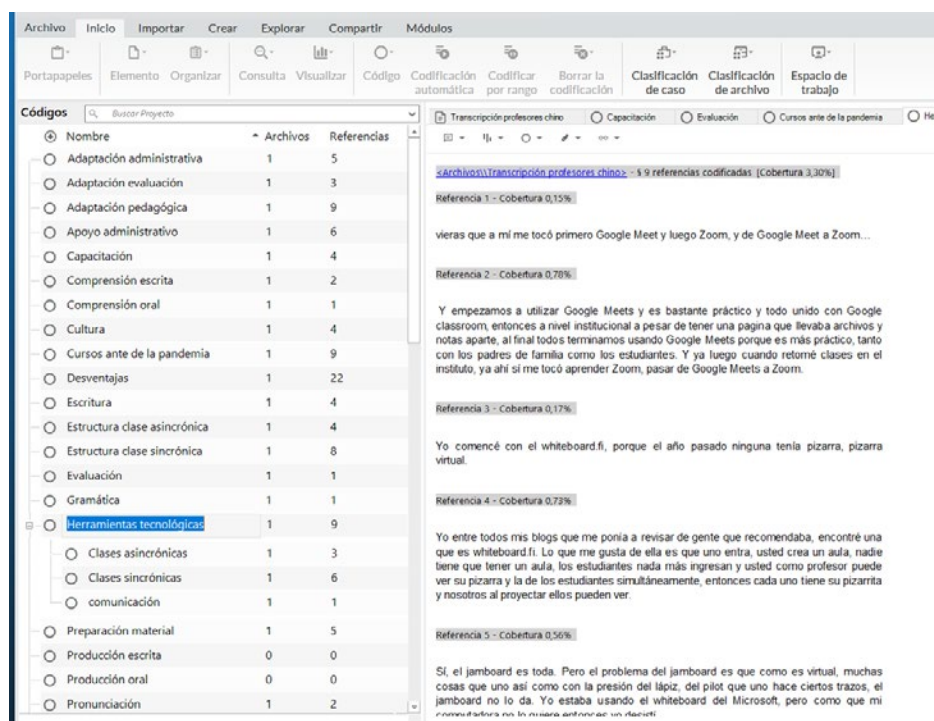 Archivo Inicio Importar Crear Explorar Compartir Módulos
Portapapeles Elemento Organizar Consulta Visualizar Código Codificación automática Codificar por rango Borrar la codificación Clasificación de caso Clasificación de archivo Espacio de trabajo
Códigos Buscar Proyecto
Nombre Archivos Referencias
Adaptación administrativa 1 5
Adaptación evaluación 1 3
Adaptación pedagógica 1 9
Apoyo administrativo 1 6
Capacitación 1 4
Comprensión escrita 1 2
Comprensión oral 1 1
Cultura 1 4
Cursos ante de la pandemia 1 9
Desventajas 1 22
Escritura 1 4
Estructura clase asincrónica 1 4
Estructura clase sincrónica 1 8
Evaluación 1 1
Gramática 1 1
Herramientas tecnológicas 1 9
Clases asincrónicas 1 3
Clases sincrónicas 1 6
comunicación 1 1
Preparación material 1 5
Producción escrita 0 0
Producción oral 0 0
Pronunciación 1 2
Transcripción profesores chino Capacitación Evaluación Cursos ante de la pandemia He
<Archivos\\Transcripción profesores chino> - § 9 referencias codificadas [Cobertura 3,30%]
Referencia 1 - Cobertura 0,15%
vieras que a mí me tocó primero Google Meet y luego Zoom, y de Google Meet a Zoom…
Referencia 2 - Cobertura 0,78%
Y empezamos a utilizar Google Meets y es bastante práctico y todo unido con Google
classroom, entonces a nivel institucional a pesar de tener una pagina que llevaba archivos y
notas aparte, al final todos terminamos usando Google Meets porque es más práctico, tanto
con los padres de familia como los estudiantes. Y ya luego cuando retomé clases en el
instituto, ya ahí sí me tocó aprender Zoom, pasar de Google Meets a Zoom.
Referencia 3 - Cobertura 0,17%
Yo comencé con el whiteboard.fi, porque el año pasado ninguna tenía pizarra, pizarra
virtual.
Referencia 4 - Cobertura 0,73%
Yo entre todos mis blogs que me ponía a revisar de gente que recomendaba, encontré una
que es whiteboard.fi. Lo que me gusta de ella es que uno entra, usted crea un aula, nadie
tiene que tener un aula, los estudiantes nada más ingresan y usted como profesor puede
ver su pizarra y la de los estudiantes simultáneamente, entonces cada uno tiene su pizarrita
y nosotros al proyectar ellos pueden ver.
Referencia 5 - Cobertura 0,56%
Sí, el jamboard es toda. Pero el problema del jamboard es que como es virtual, muchas
cosas que uno así como con la presión del lápiz, del pilot que uno hace ciertos trazos, el
jamboard no lo da. Yo estaba usando el whiteboard del Microsoft, pero como que mi
computadora no lo quiere entonces yo decistí